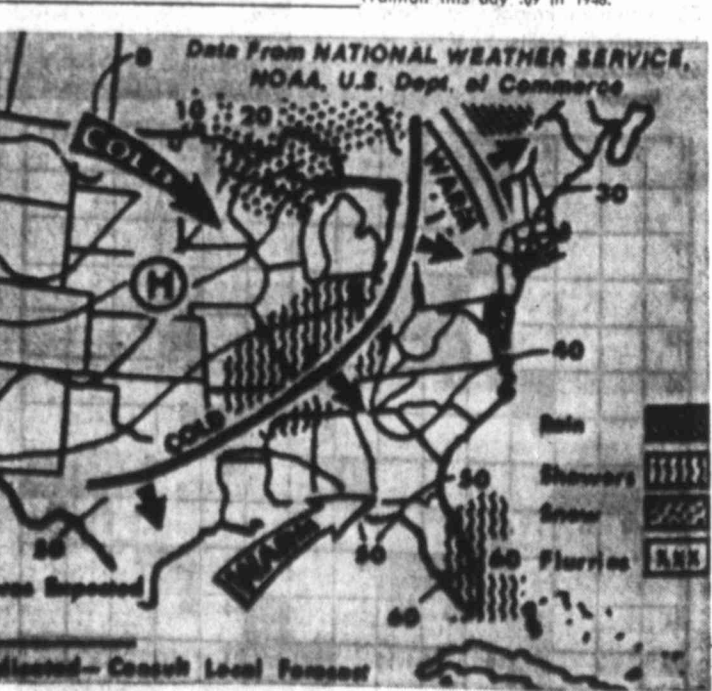 Data From NATIONAL WEATHER SERVICE,
NOAA, U.S. Dept. of Commerce
10
20
COLD
WARM
30
H
40
COLD
Rain
Showers
Snow
Flurries
50
50
WARM
60
60
Expected
Consult Local Forecast